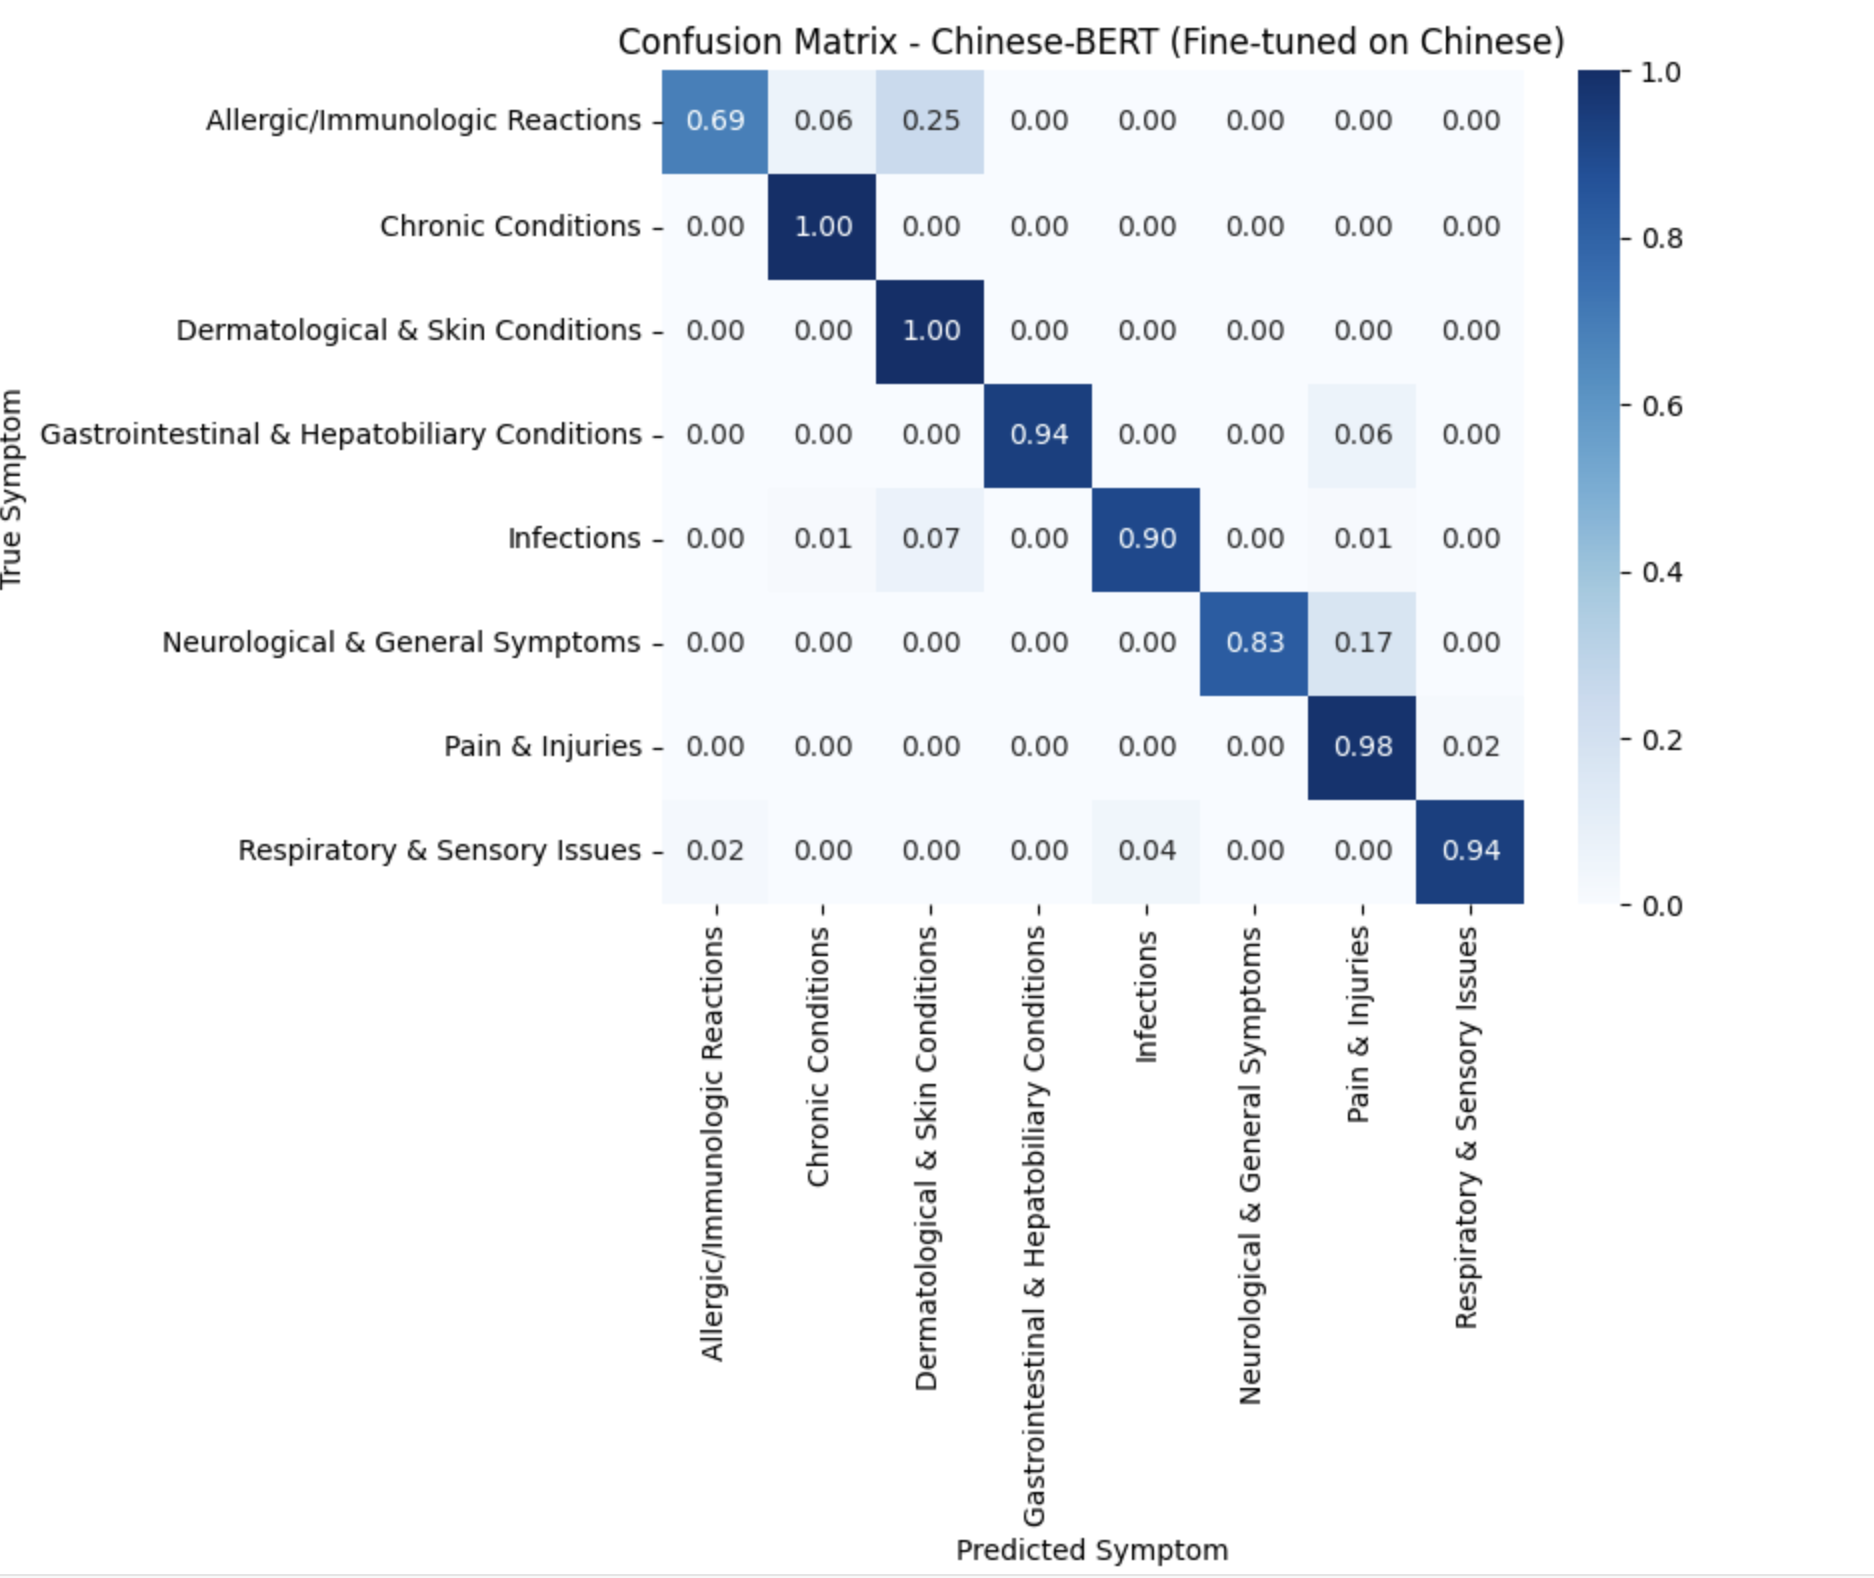 Confusion Matrix - Chinese-BERT (Fine-tuned on Chinese)
True Symptom
Allergic/Immunologic Reactions 0.69 0.06 0.25 0.00 0.00 0.00 0.00 0.00
Chronic Conditions 0.00 1.00 0.00 0.00 0.00 0.00 0.00 0.00
Dermatological & Skin Conditions 0.00 0.00 1.00 0.00 0.00 0.00 0.00 0.00
Gastrointestinal & Hepatobiliary Conditions 0.00 0.00 0.00 0.94 0.00 0.00 0.06 0.00
Infections 0.00 0.01 0.07 0.00 0.90 0.00 0.01 0.00
Neurological & General Symptoms 0.00 0.00 0.00 0.00 0.00 0.83 0.17 0.00
Pain & Injuries 0.00 0.00 0.00 0.00 0.00 0.00 0.98 0.02
Respiratory & Sensory Issues 0.02 0.00 0.00 0.00 0.04 0.00 0.00 0.94
1.0
0.8
0.6
0.4
0.2
0.0
Allergic/Immunologic Reactions
Chronic Conditions
Dermatological & Skin Conditions
Gastrointestinal & Hepatobiliary Conditions
Infections
Neurological & General Symptoms
Pain & Injuries
Respiratory & Sensory Issues
Predicted Symptom